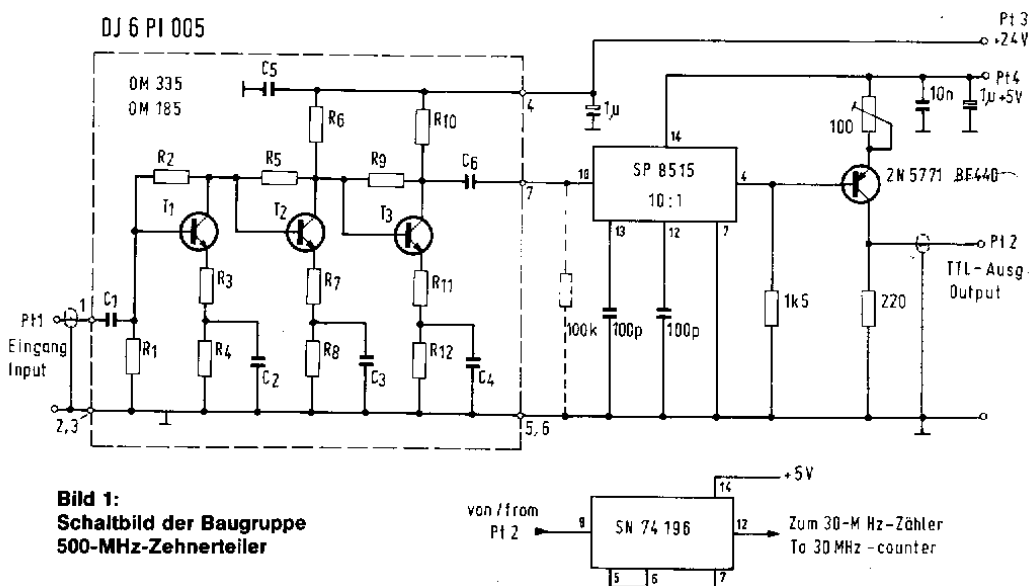 DJ 6 PI 005
OM 335
OM 185
C5
R6
R10
4
1µ
Pt 3
+24V
Pt4
+5V
10n
1µ
100
14
R2
R5
R9
C6
7
10
SP 8515
10:1
4
2N 5771 BF440
T1
T2
T3
13
12
7
Pt 2
TTL-Ausg.
Output
R3
R7
R11
C1
1
Pt1
Eingang
Input
R1
R4
C2
R8
C3
R12
C4
100k
100p
100p
1k5
220
2,3
5,6
Bild 1:
Schaltbild der Baugruppe
500-MHz-Zehnerteiler
von/from
Pt 2
8
SN 74 196
14
+5V
12
Zum 30-MHz-Zähler
To 30MHz-counter
5
6
7